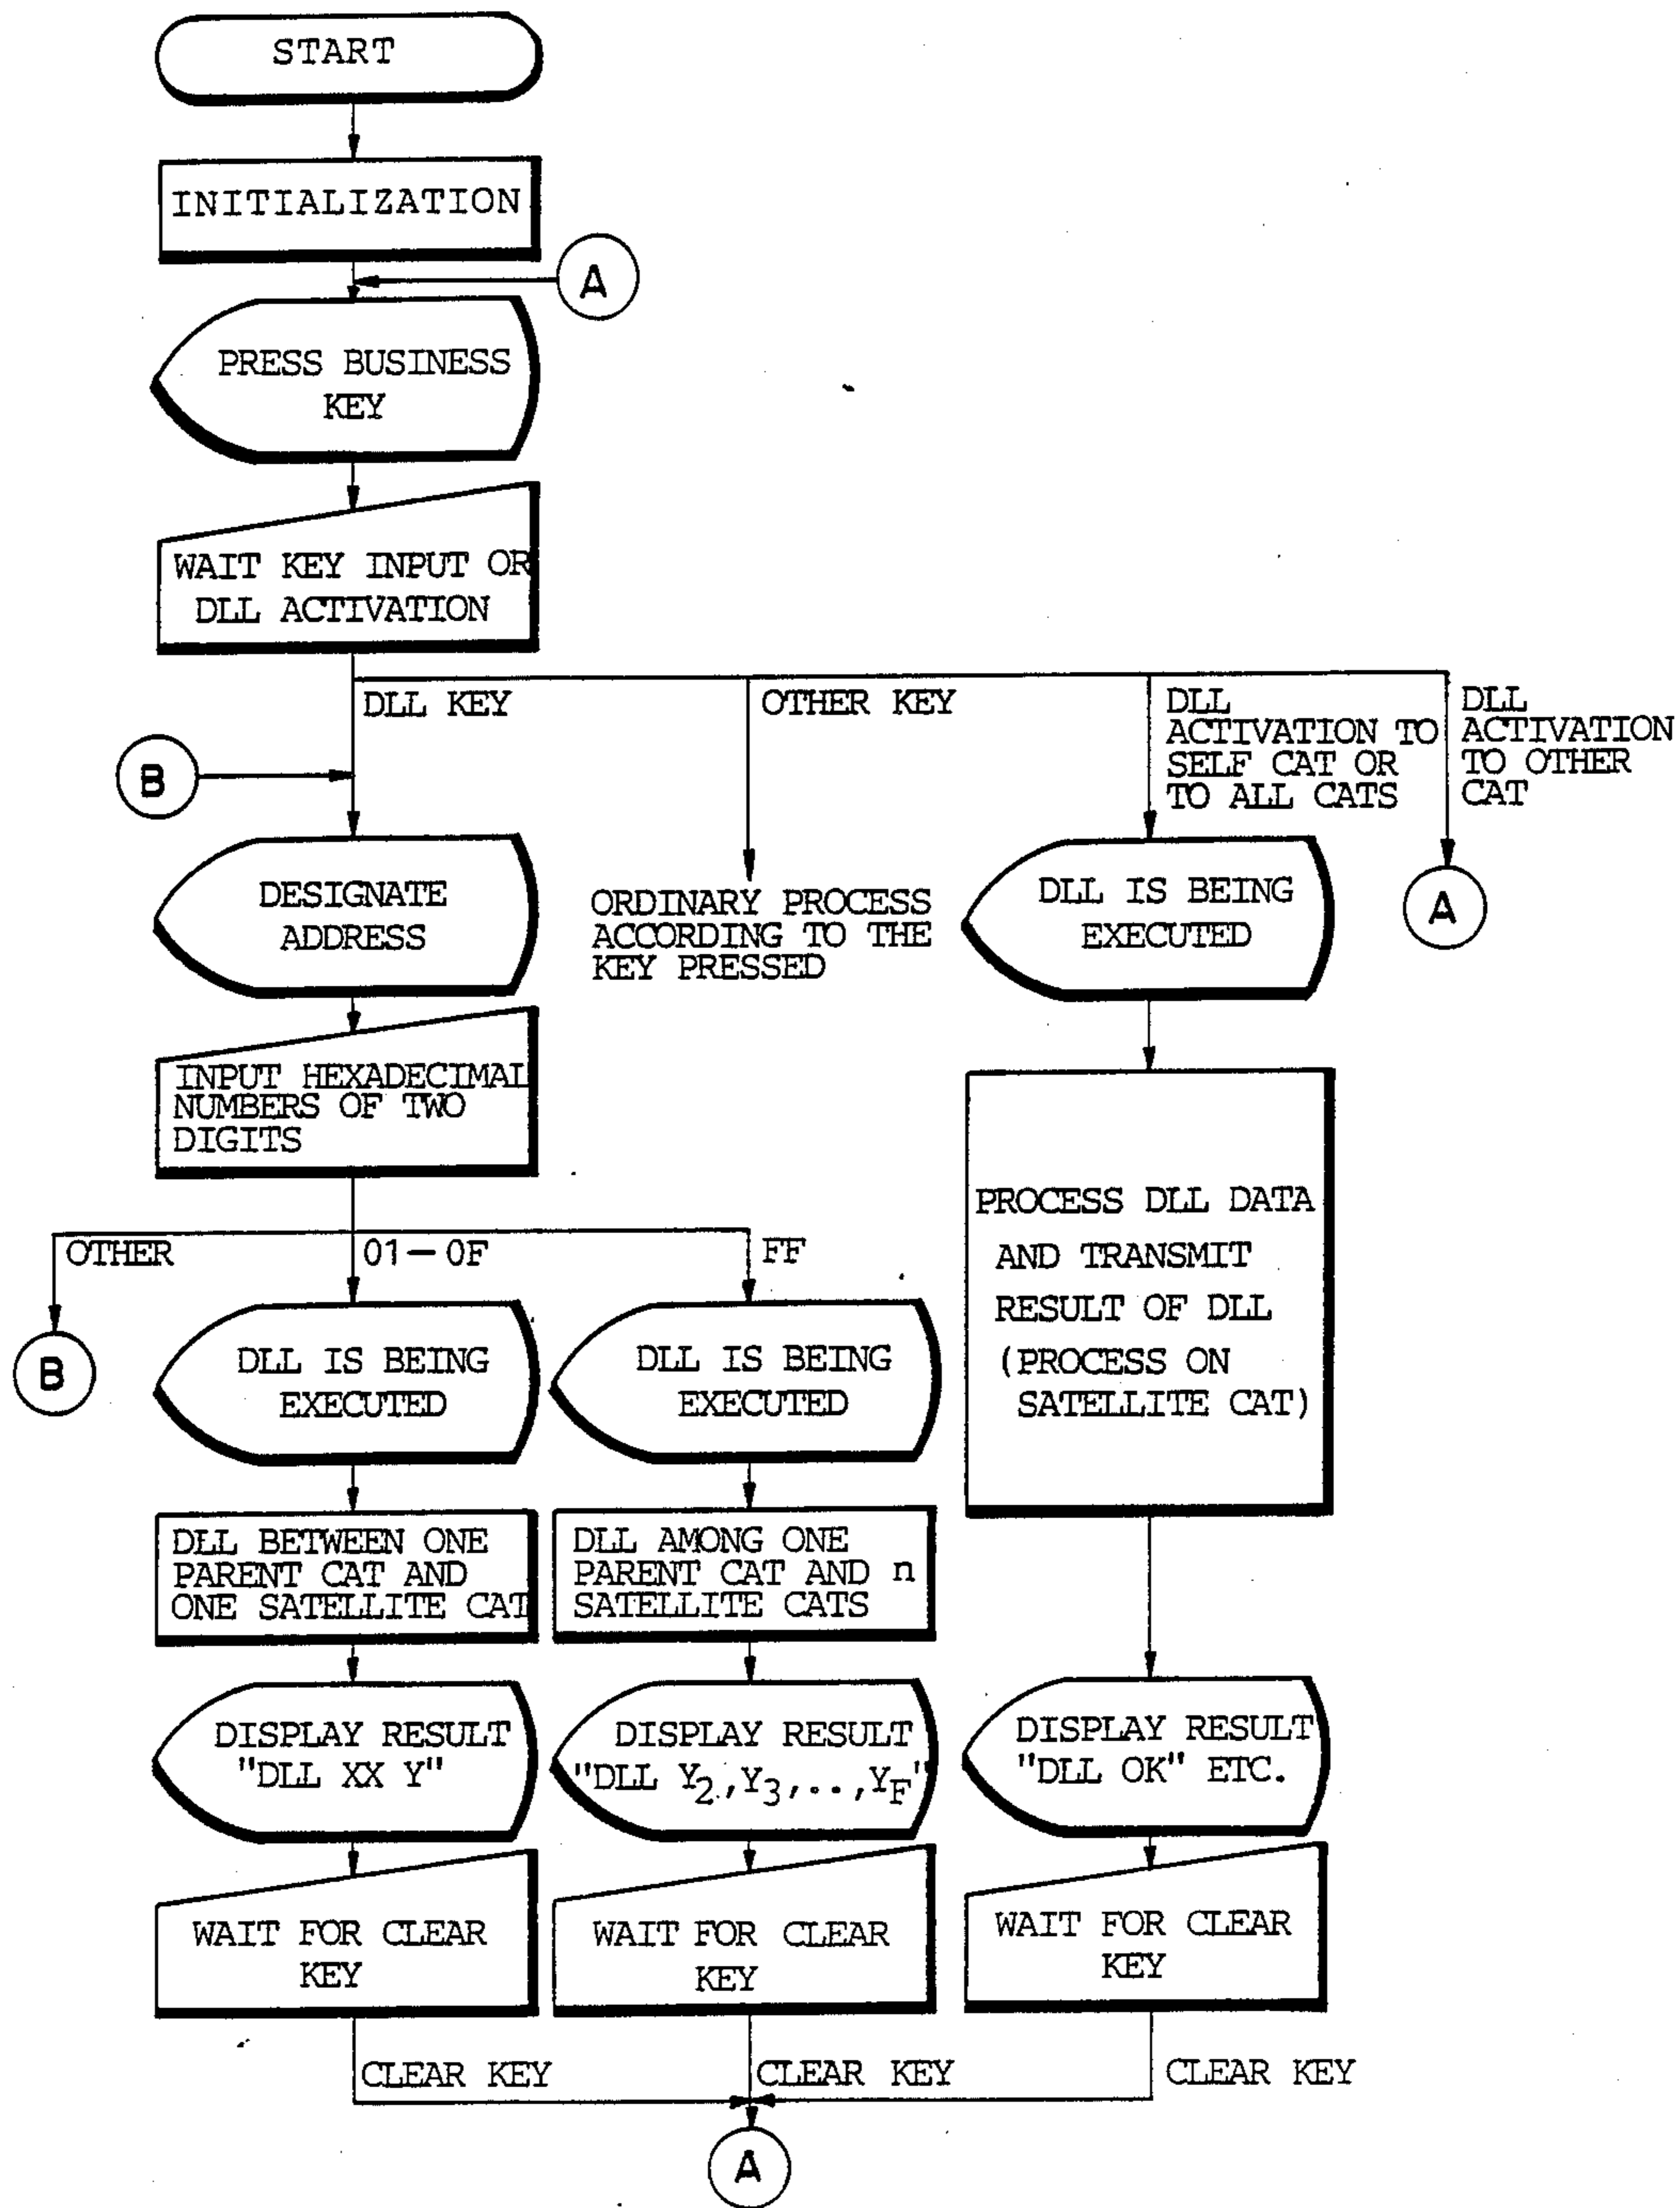 START
INITIALIZATION
A
PRESS BUSINESS
KEY
WAIT KEY INPUT OR
DLL ACTIVATION
DLL KEY
OTHER KEY
DLL
ACTIVATION TO
SELF CAT OR
TO ALL CATS
DLL
ACTIVATION
TO OTHER
CAT
B
DESIGNATE
ADDRESS
ORDINARY PROCESS
ACCORDING TO THE
KEY PRESSED
DLL IS BEING
EXECUTED
A
INPUT HEXADECIMAL
NUMBERS OF TWO
DIGITS
PROCESS DLL DATA
AND TRANSMIT
RESULT OF DLL
(PROCESS ON
SATELLITE CAT)
OTHER
01-0F
FF
B
DLL IS BEING
EXECUTED
DLL IS BEING
EXECUTED
DLL BETWEEN ONE
PARENT CAT AND
ONE SATELLITE CAT
DLL AMONG ONE
PARENT CAT AND n
SATELLITE CATS
DISPLAY RESULT
"DLL XX Y"
DISPLAY RESULT
"DLL Y2,Y3,..,YF"
DISPLAY RESULT
"DLL OK" ETC.
WAIT FOR CLEAR
KEY
WAIT FOR CLEAR
KEY
WAIT FOR CLEAR
KEY
CLEAR KEY
CLEAR KEY
CLEAR KEY
A